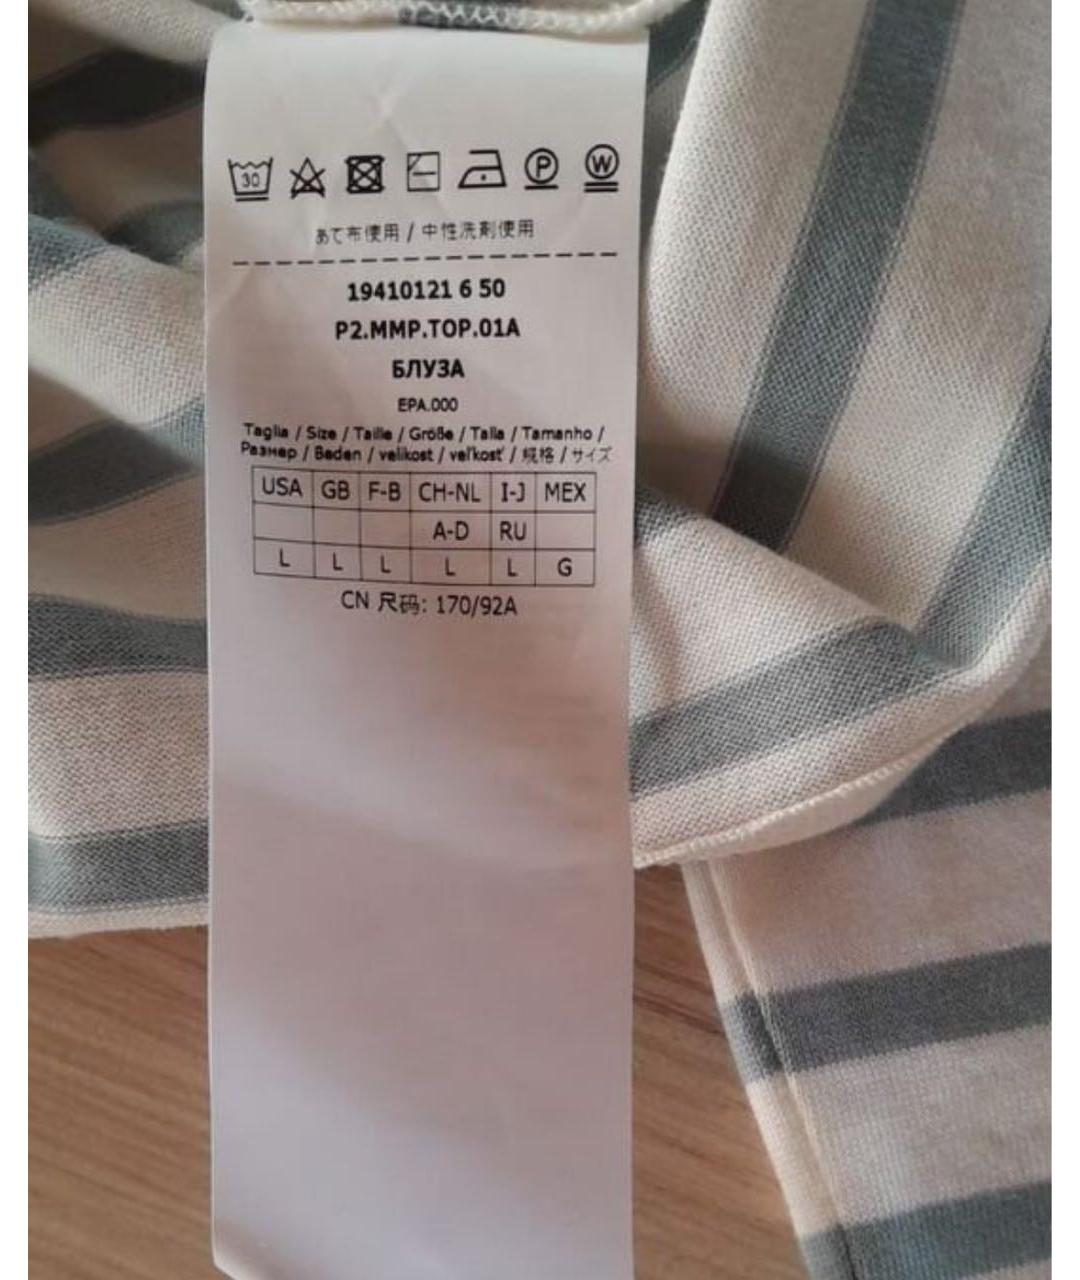 30 P W
あて布使用 / 中性洗剤使用
19410121 6 50
P2.MMP.TOP.01A
БЛУЗА
EPA.000
Taglia / Size / Taille / Größe / Talla / Tamanho /
Размер / Beden / velikost / veľkosť / 规格 / サイズ
USA GB F-B CH-NL I-J MEX
A-D RU
L L L L L G
CN 尺码: 170/92A